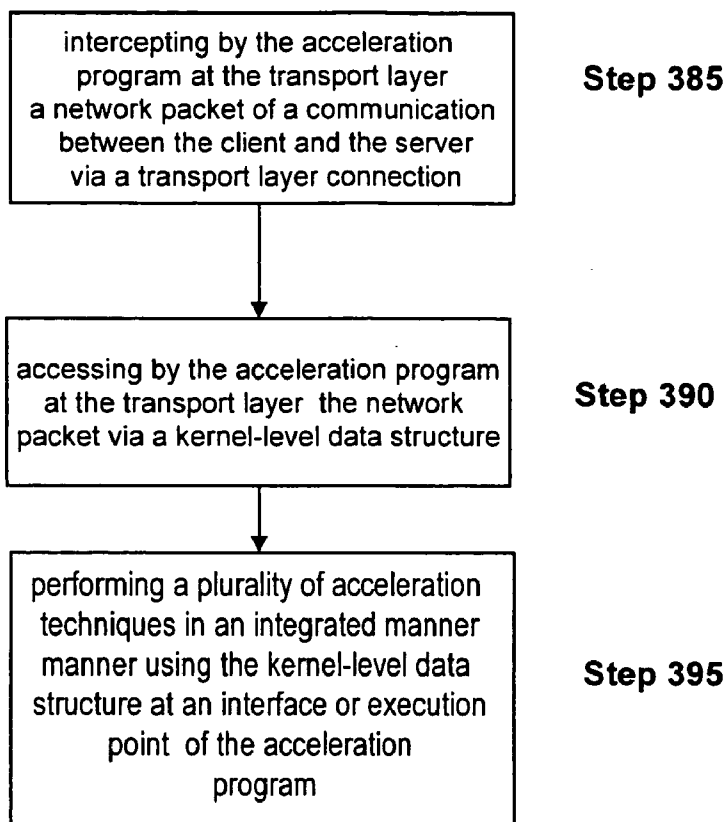 intercepting by the acceleration
program at the transport layer
a network packet of a communication
between the client and the server
via a transport layer connection
Step 385
accessing by the acceleration program
at the transport layer the network
packet via a kernel-level data structure
Step 390
performing a plurality of acceleration
techniques in an integrated manner
manner using the kernel-level data
structure at an interface or execution
point of the acceleration
program
Step 395